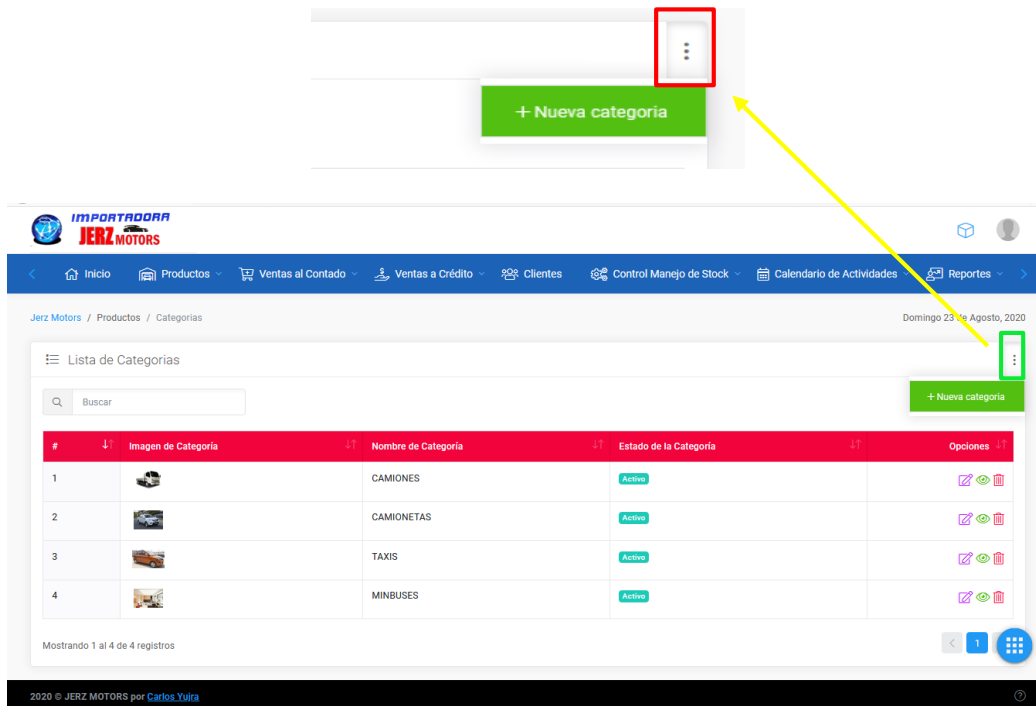 + Nueva categoria
IMPORTADORA
JERZ MOTORS
Inicio Productos Ventas al Contado Ventas a Crédito Clientes Control Manejo de Stock Calendario de Actividades Reportes
Jerz Motors / Productos / Categorias Domingo 23 de Agosto, 2020
Lista de Categorias
Buscar + Nueva categoria
# Imagen de Categoría Nombre de Categoría Estado de la Categoría Opciones
1 CAMIONES Activo
2 CAMIONETAS Activo
3 TAXIS Activo
4 MINBUSES Activo
Mostrando 1 al 4 de 4 registros < 1
2020 © JERZ MOTORS por Carlos Yujra